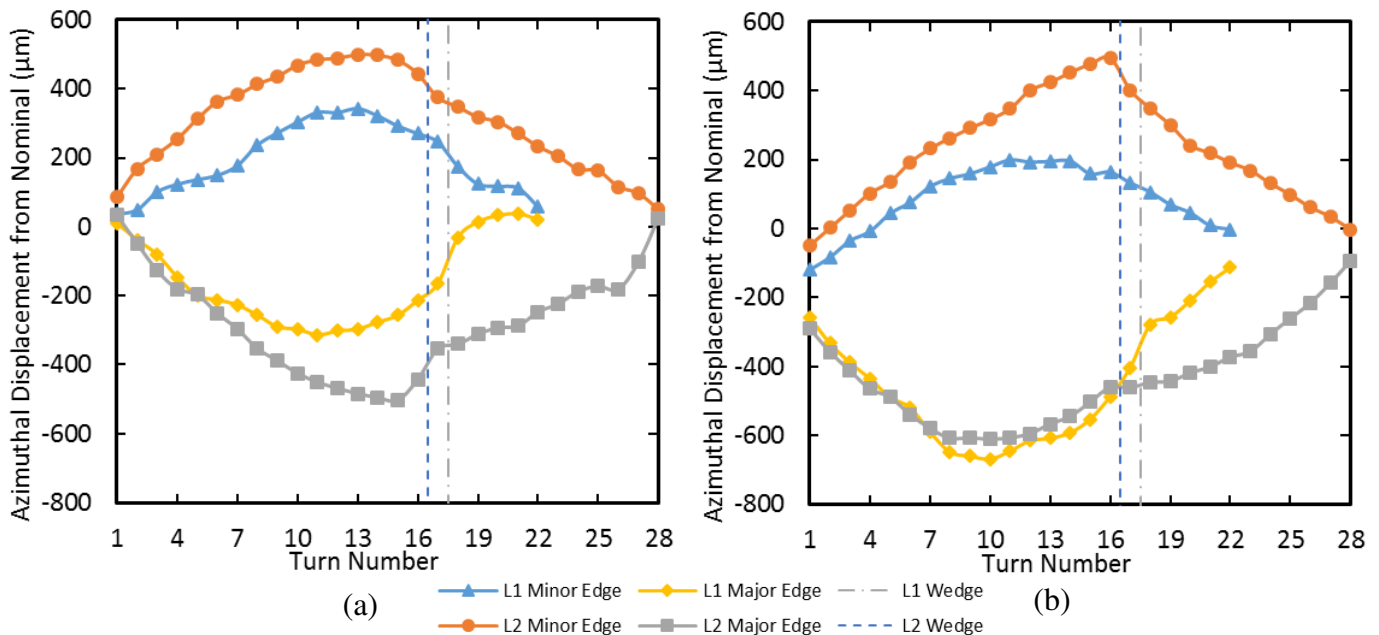 Azimuthal Displacement from Nominal (µm)
600
400
200
0
-200
-400
-600
-800
1 4 7 10 13 16 19 22 25 28
Turn Number
(a)
Azimuthal Displacement from Nominal (µm)
600
400
200
0
-200
-400
-600
-800
1 4 7 10 13 16 19 22 25 28
Turn Number
(b)
L1 Minor Edge L1 Major Edge L1 Wedge
L2 Minor Edge L2 Major Edge L2 Wedge